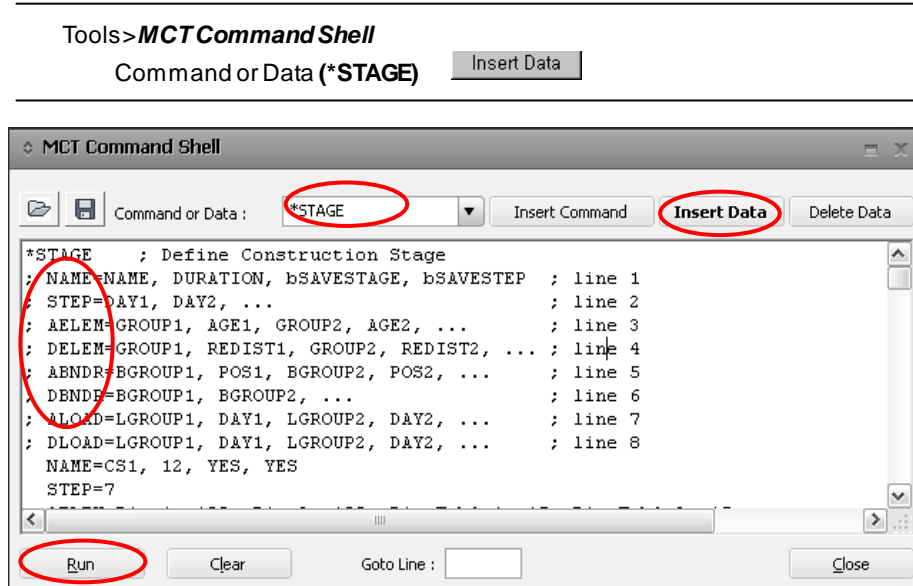 Tools>MCT Command Shell
Command or Data (*STAGE) Insert Data
MCT Command Shell
Command or Data : *STAGE Insert Command Insert Data Delete Data
*STAGE ; Define Construction Stage
; NAME=NAME, DURATION, bSAVESTAGE, bSAVESTEP ; line 1
; STEP=DAY1, DAY2, ... ; line 2
; AELEM=GROUP1, AGE1, GROUP2, AGE2, ... ; line 3
; DELEM=GROUP1, REDIST1, GROUP2, REDIST2, ... ; line 4
; ABNDR=BGROUP1, POS1, BGROUP2, POS2, ... ; line 5
; DBNDR=BGROUP1, BGROUP2, ... ; line 6
; ALOAD=LGROUP1, DAY1, LGROUP2, DAY2, ... ; line 7
; DLOAD=LGROUP1, DAY1, LGROUP2, DAY2, ... ; line 8
NAME=CS1, 12, YES, YES
STEP=7
Run Clear Goto Line : Close